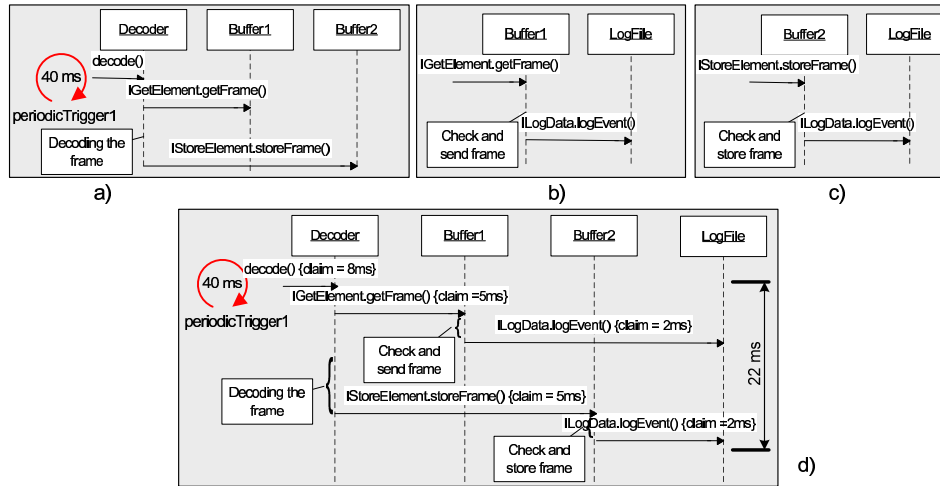 Decoder
Buffer1
Buffer2
decode()
40 ms
IGetElement.getFrame()
periodicTrigger1
Decoding the
frame
IStoreElement.storeFrame()
a)
Buffer1
LogFile
IGetElement.getFrame()
ILogData.logEvent()
Check and
send frame
b)
Buffer2
LogFile
IStoreElement.storeFrame()
ILogData.logEvent()
Check and
store frame
c)
Decoder
Buffer1
Buffer2
LogFile
decode() {claim = 8ms}
40 ms
IGetElement.getFrame() {claim =5ms}
periodicTrigger1
ILogData.logEvent() {claim = 2ms}
Check and
send frame
22 ms
Decoding the
frame
IStoreElement.storeFrame() {claim = 5ms}
ILogData.logEvent() {claim =2ms}
Check and
store frame
d)